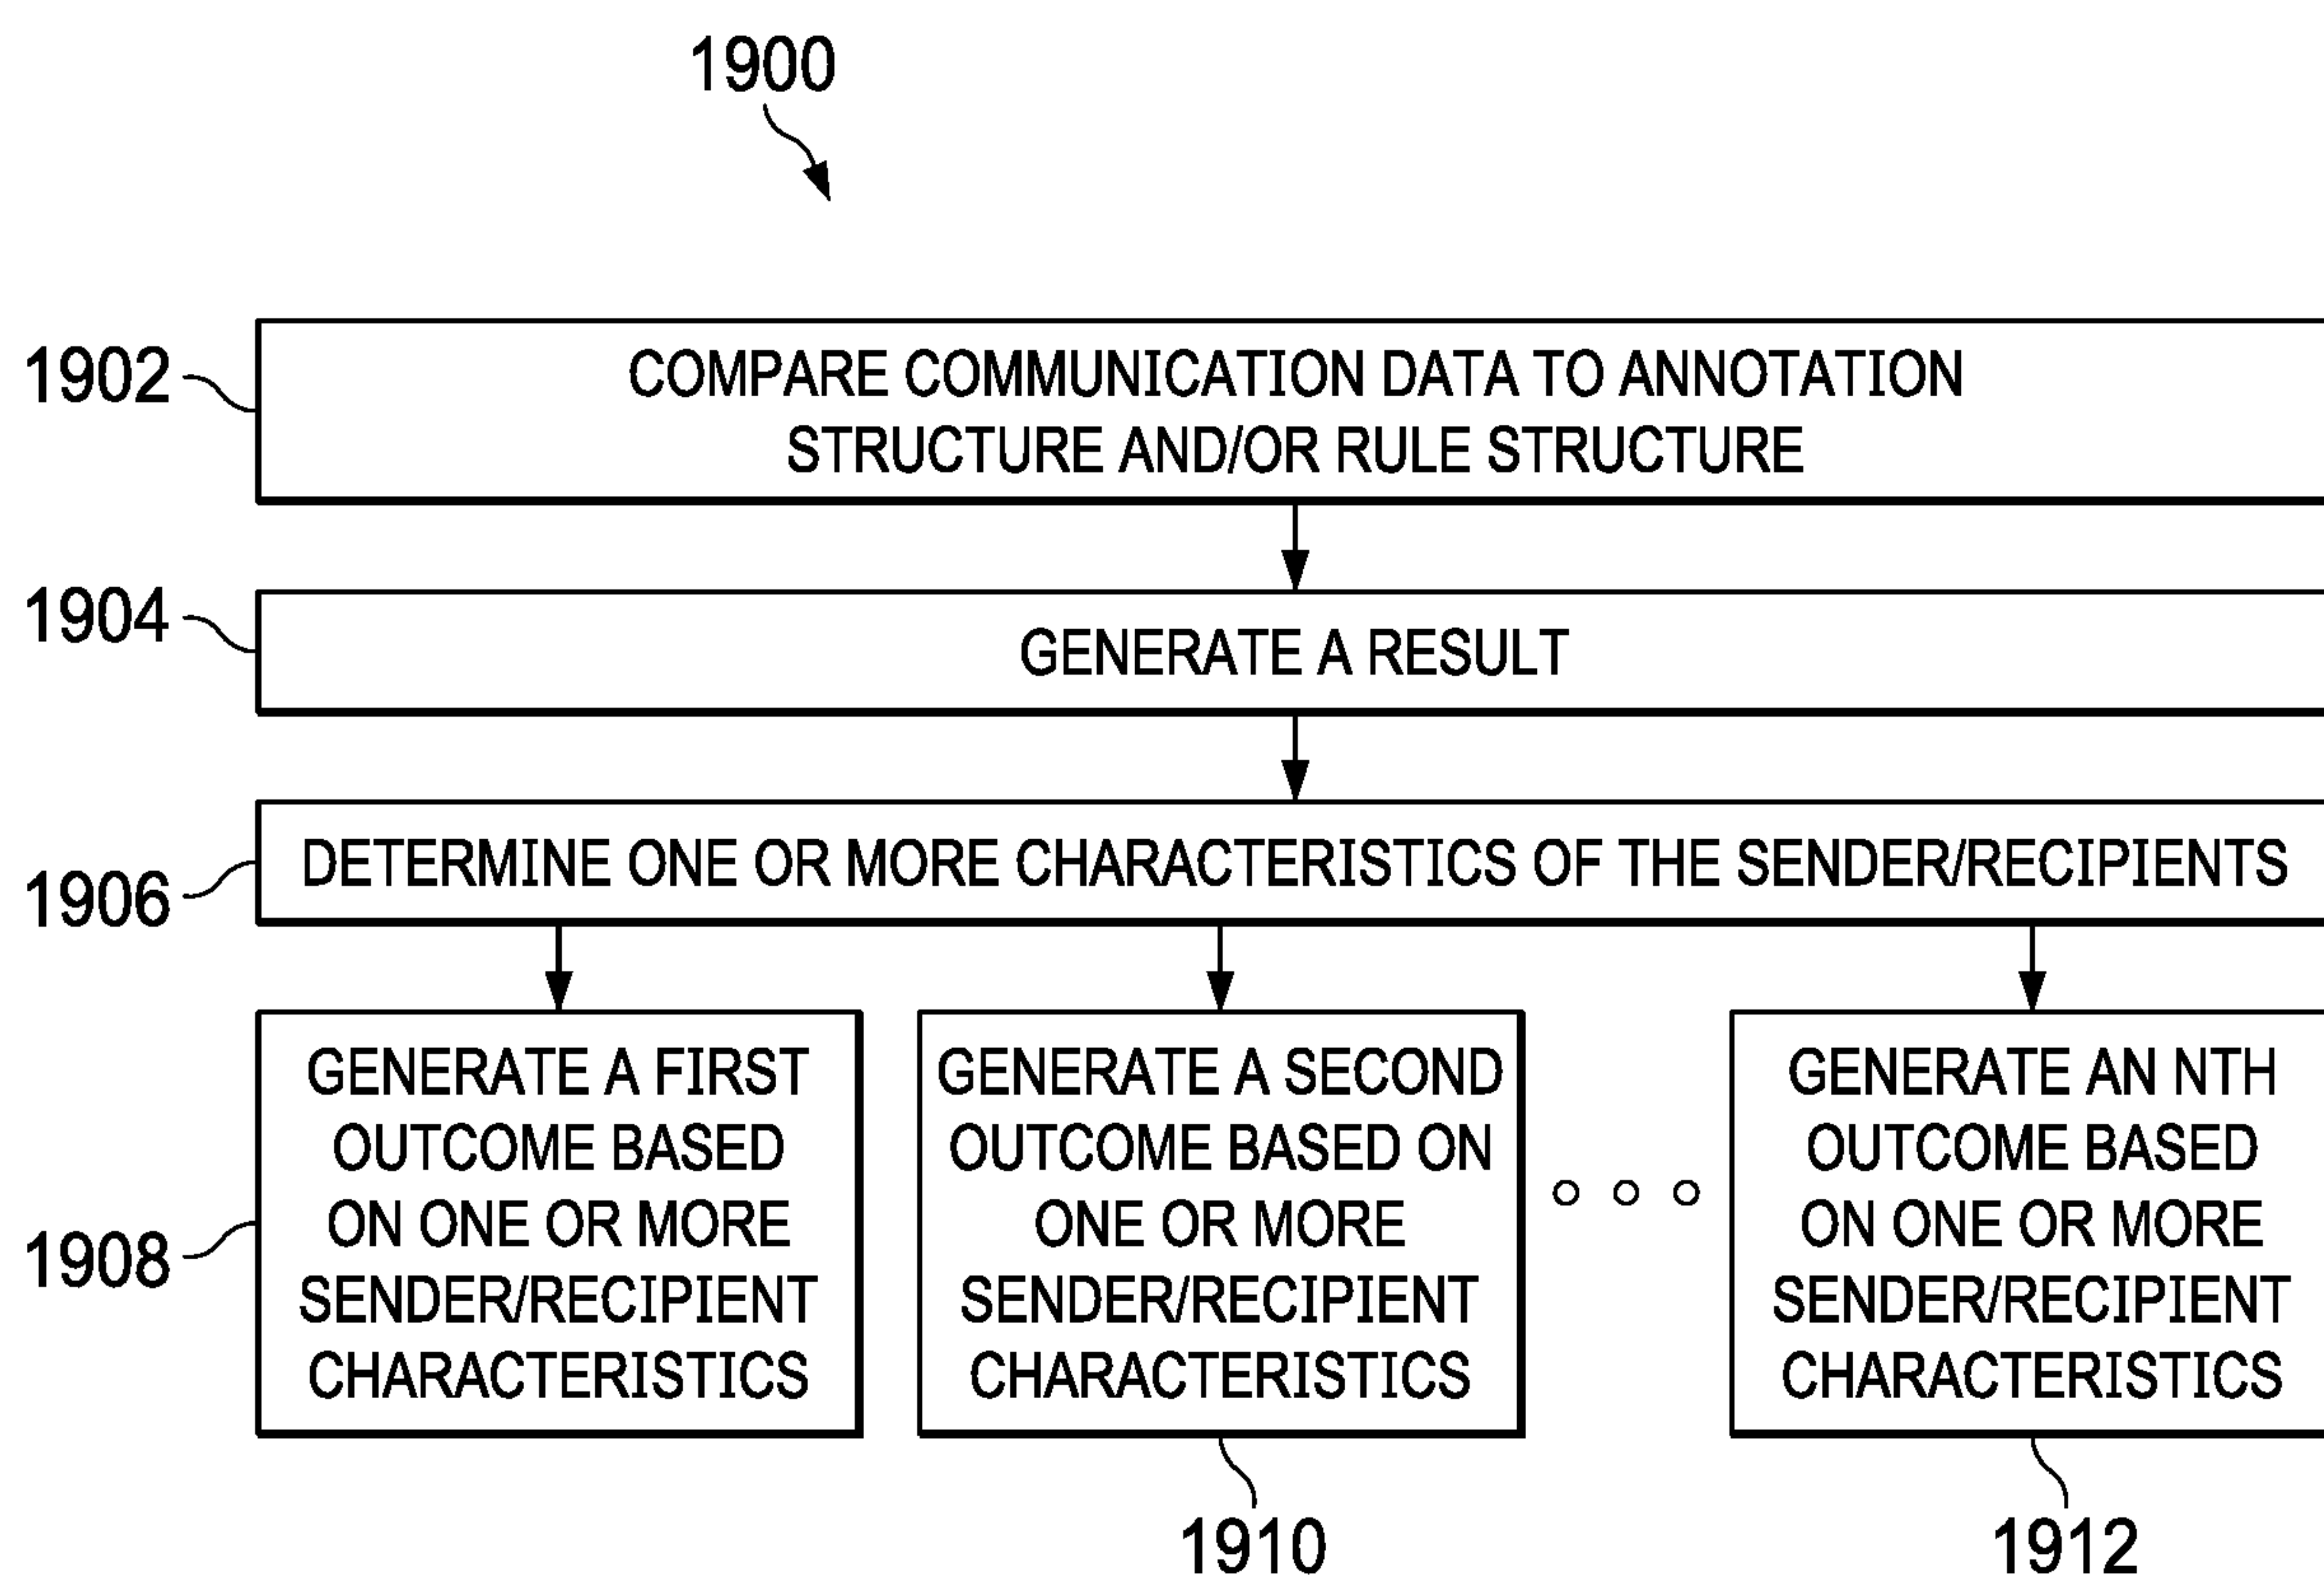 1900
1902
COMPARE COMMUNICATION DATA TO ANNOTATION
STRUCTURE AND/OR RULE STRUCTURE
1904
GENERATE A RESULT
1906
DETERMINE ONE OR MORE CHARACTERISTICS OF THE SENDER/RECIPIENTS
1908
GENERATE A FIRST
OUTCOME BASED
ON ONE OR MORE
SENDER/RECIPIENT
CHARACTERISTICS
GENERATE A SECOND
OUTCOME BASED ON
ONE OR MORE
SENDER/RECIPIENT
CHARACTERISTICS
GENERATE AN NTH
OUTCOME BASED
ON ONE OR MORE
SENDER/RECIPIENT
CHARACTERISTICS
1910
1912